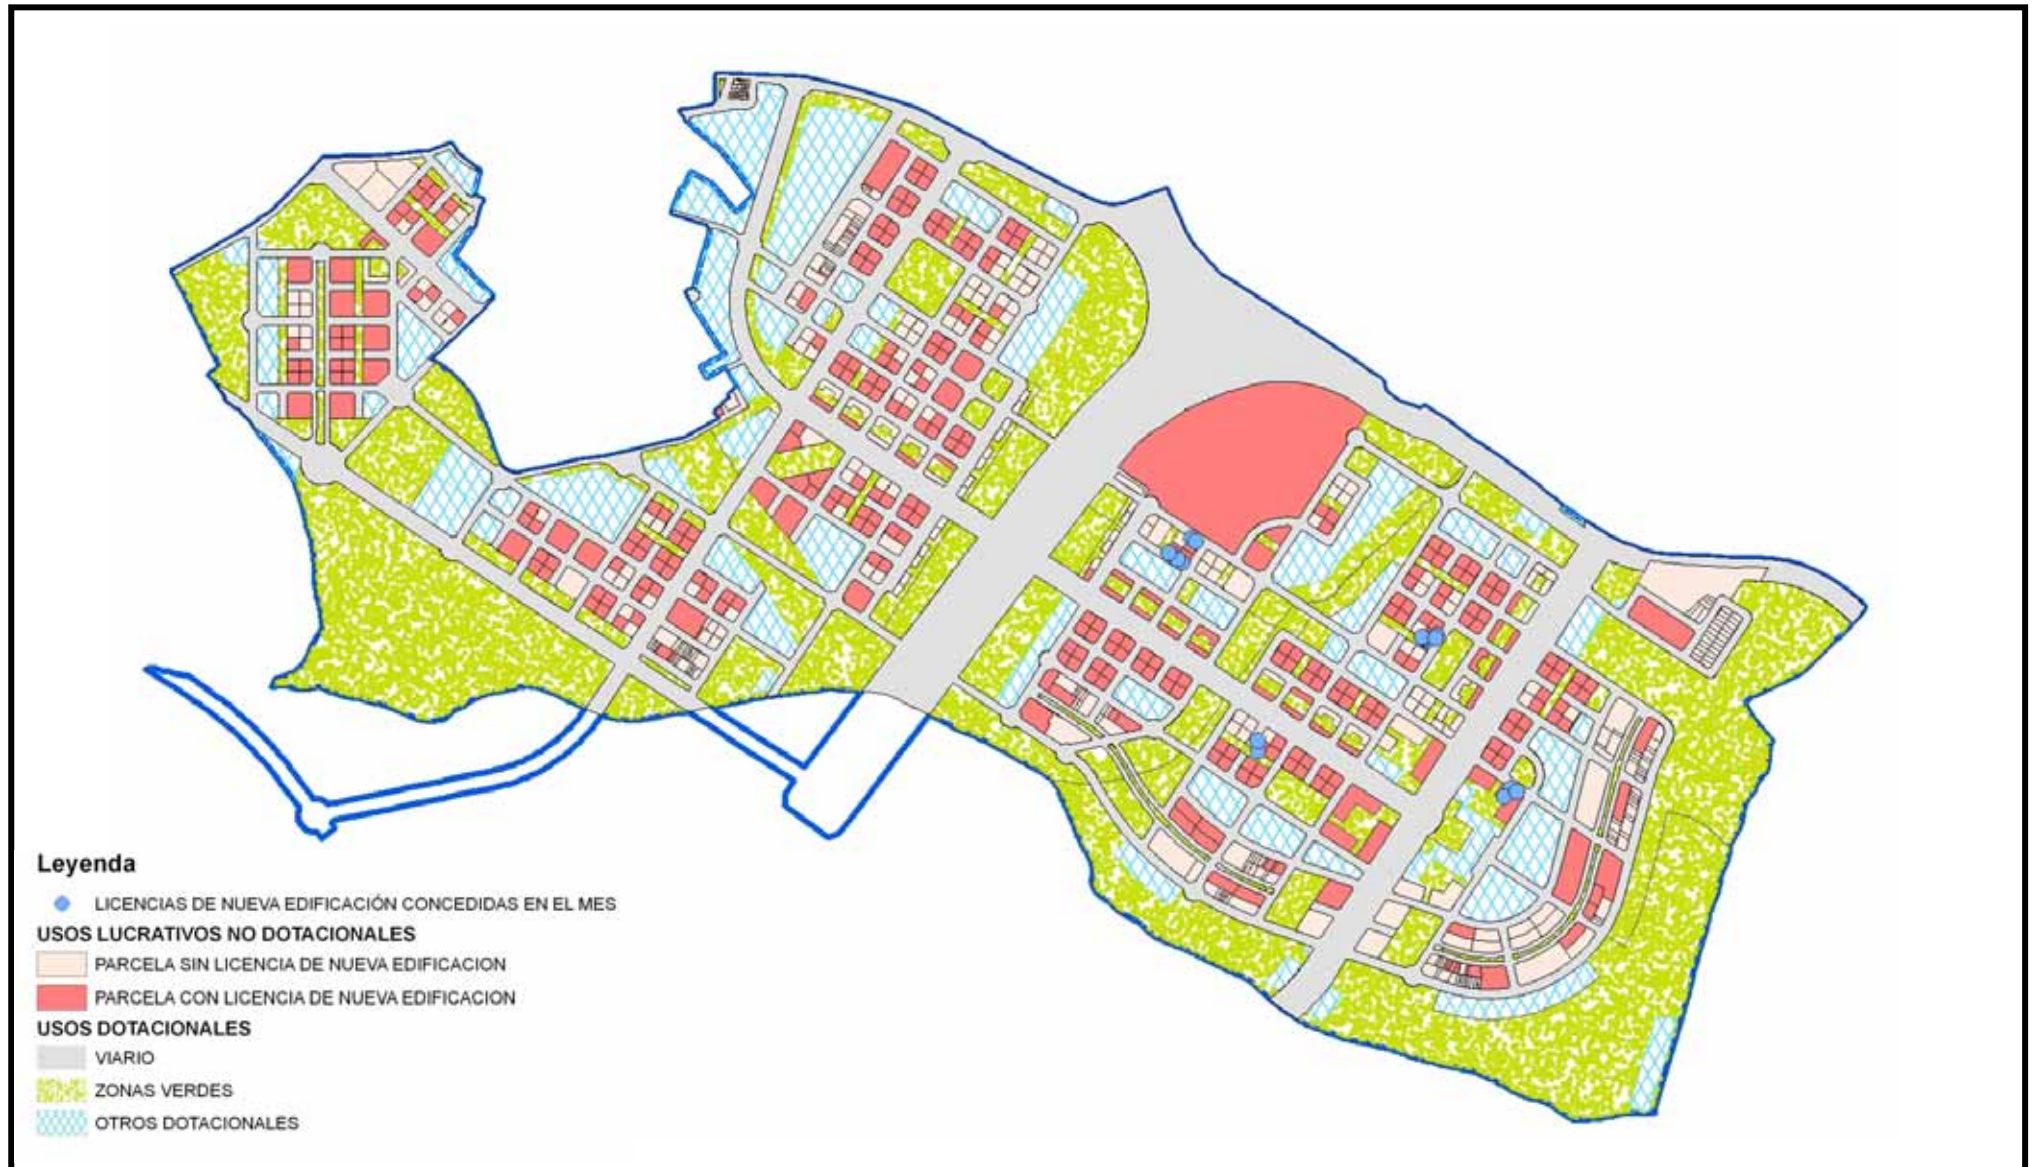 Leyenda
LICENCIAS DE NUEVA EDIFICACIÓN CONCEDIDAS EN EL MES
USOS LUCRATIVOS NO DOTACIONALES
PARCELA SIN LICENCIA DE NUEVA EDIFICACION
PARCELA CON LICENCIA DE NUEVA EDIFICACION
USOS DOTACIONALES
VIARIO
ZONAS VERDES
OTROS DOTACIONALES